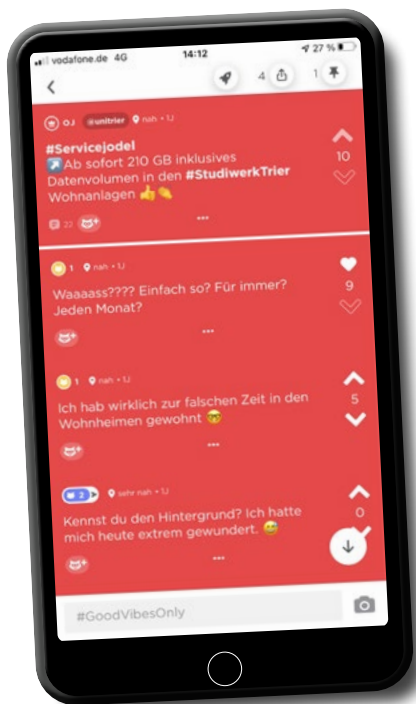 vodafone.de 4G 14:12 27 %
4 1
OJ @unitrier nah • 1J
#Servicejodel
Ab sofort 210 GB inklusives
Datenvolumen in den #StudiwerkTrier
Wohnanlagen
10
22
1 nah • 1J
Waaaass???? Einfach so? Für immer?
Jeden Monat?
9
1 nah • 1J
Ich hab wirklich zur falschen Zeit in den
Wohnheimen gewohnt
5
2 sehr nah • 1J
Kennst du den Hintergrund? Ich hatte
mich heute extrem gewundert.
0
#GoodVibesOnly